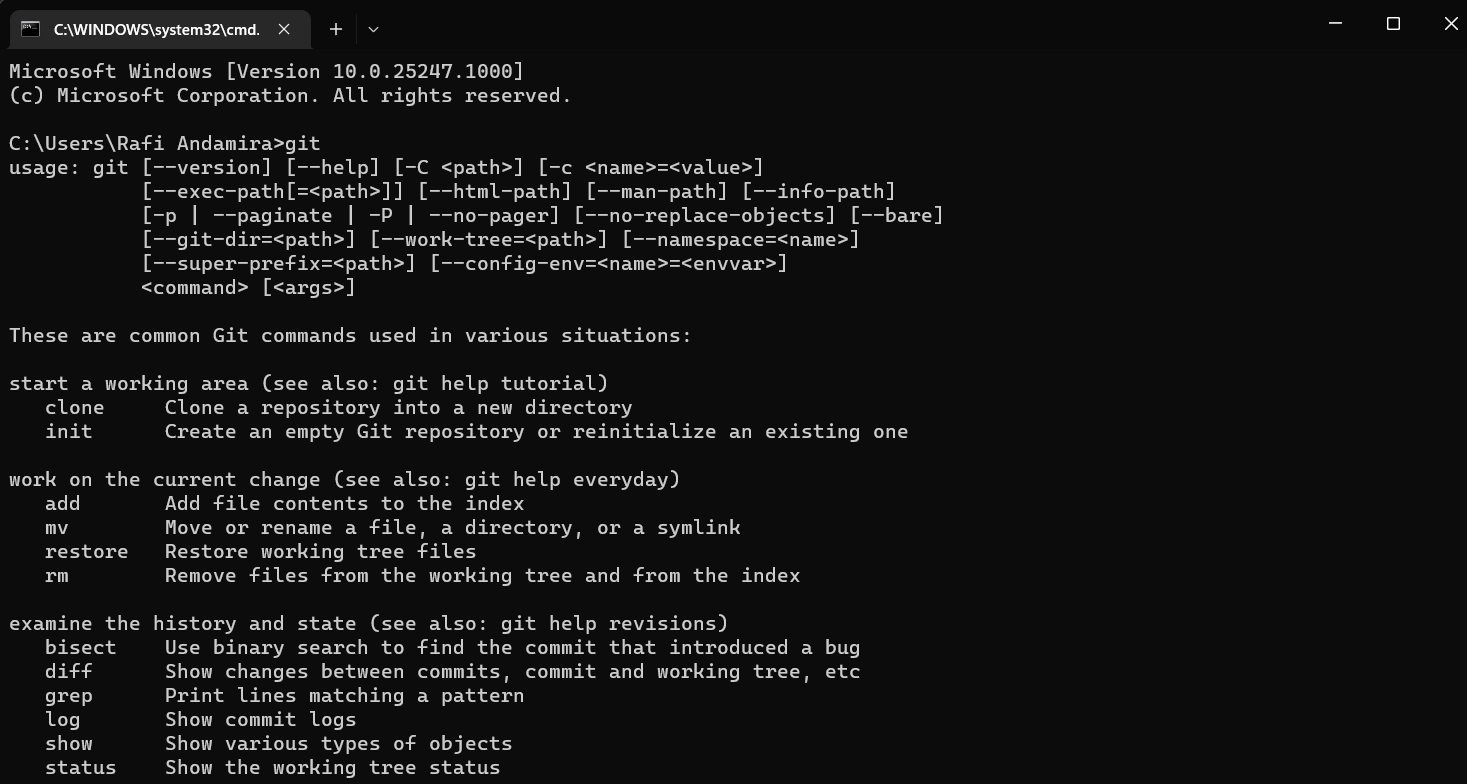 C:\WINDOWS\system32\cmd.
Microsoft Windows [Version 10.0.25247.1000]
(c) Microsoft Corporation. All rights reserved.
C:\Users\Rafi Andamira>git
usage: git [--version] [--help] [-C <path>] [-c <name>=<value>]
           [--exec-path[=<path>]] [--html-path] [--man-path] [--info-path]
           [-p | --paginate | -P | --no-pager] [--no-replace-objects] [--bare]
           [--git-dir=<path>] [--work-tree=<path>] [--namespace=<name>]
           [--super-prefix=<path>] [--config-env=<name>=<envvar>]
           <command> [<args>]
These are common Git commands used in various situations:
start a working area (see also: git help tutorial)
   clone     Clone a repository into a new directory
   init      Create an empty Git repository or reinitialize an existing one
work on the current change (see also: git help everyday)
   add       Add file contents to the index
   mv        Move or rename a file, a directory, or a symlink
   restore   Restore working tree files
   rm        Remove files from the working tree and from the index
examine the history and state (see also: git help revisions)
   bisect    Use binary search to find the commit that introduced a bug
   diff      Show changes between commits, commit and working tree, etc
   grep      Print lines matching a pattern
   log       Show commit logs
   show      Show various types of objects
   status    Show the working tree status